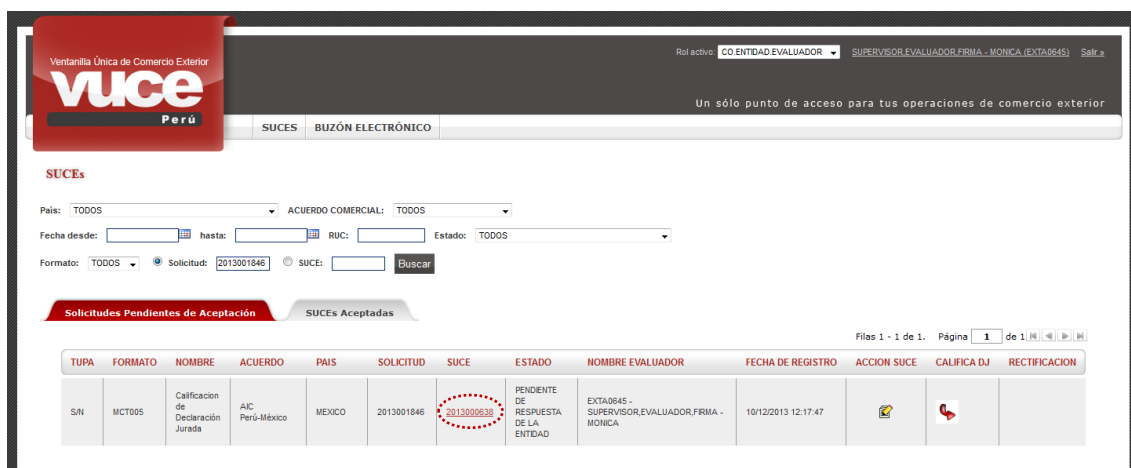 Ventanilla Única de Comercio Exterior
vuce
Perú
Rol activo: CO.ENTIDAD.EVALUADOR SUPERVISOR,EVALUADOR,FIRMA - MONICA (EXTA0645) Salir »
Un sólo punto de acceso para tus operaciones de comercio exterior
SUCES BUZÓN ELECTRÓNICO
SUCEs
País: TODOS ACUERDO COMERCIAL: TODOS
Fecha desde: hasta: RUC: Estado: TODOS
Formato: TODOS Solicitud: 2013001846 SUCE: Buscar
Solicitudes Pendientes de Aceptación SUCEs Aceptadas
Filas 1 - 1 de 1. Página 1 de 1
TUPA FORMATO NOMBRE ACUERDO PAIS SOLICITUD SUCE ESTADO NOMBRE EVALUADOR FECHA DE REGISTRO ACCION SUCE CALIFICA DJ RECTIFICACION
S/N
MCT005
Calificacion
de
Declaración
Jurada
AIC
Perú-México
MEXICO
2013001846
2013000638
PENDIENTE
DE
RESPUESTA
DE LA
ENTIDAD
EXTA0645 -
SUPERVISOR,EVALUADOR,FIRMA -
MONICA
10/12/2013 12:17:47